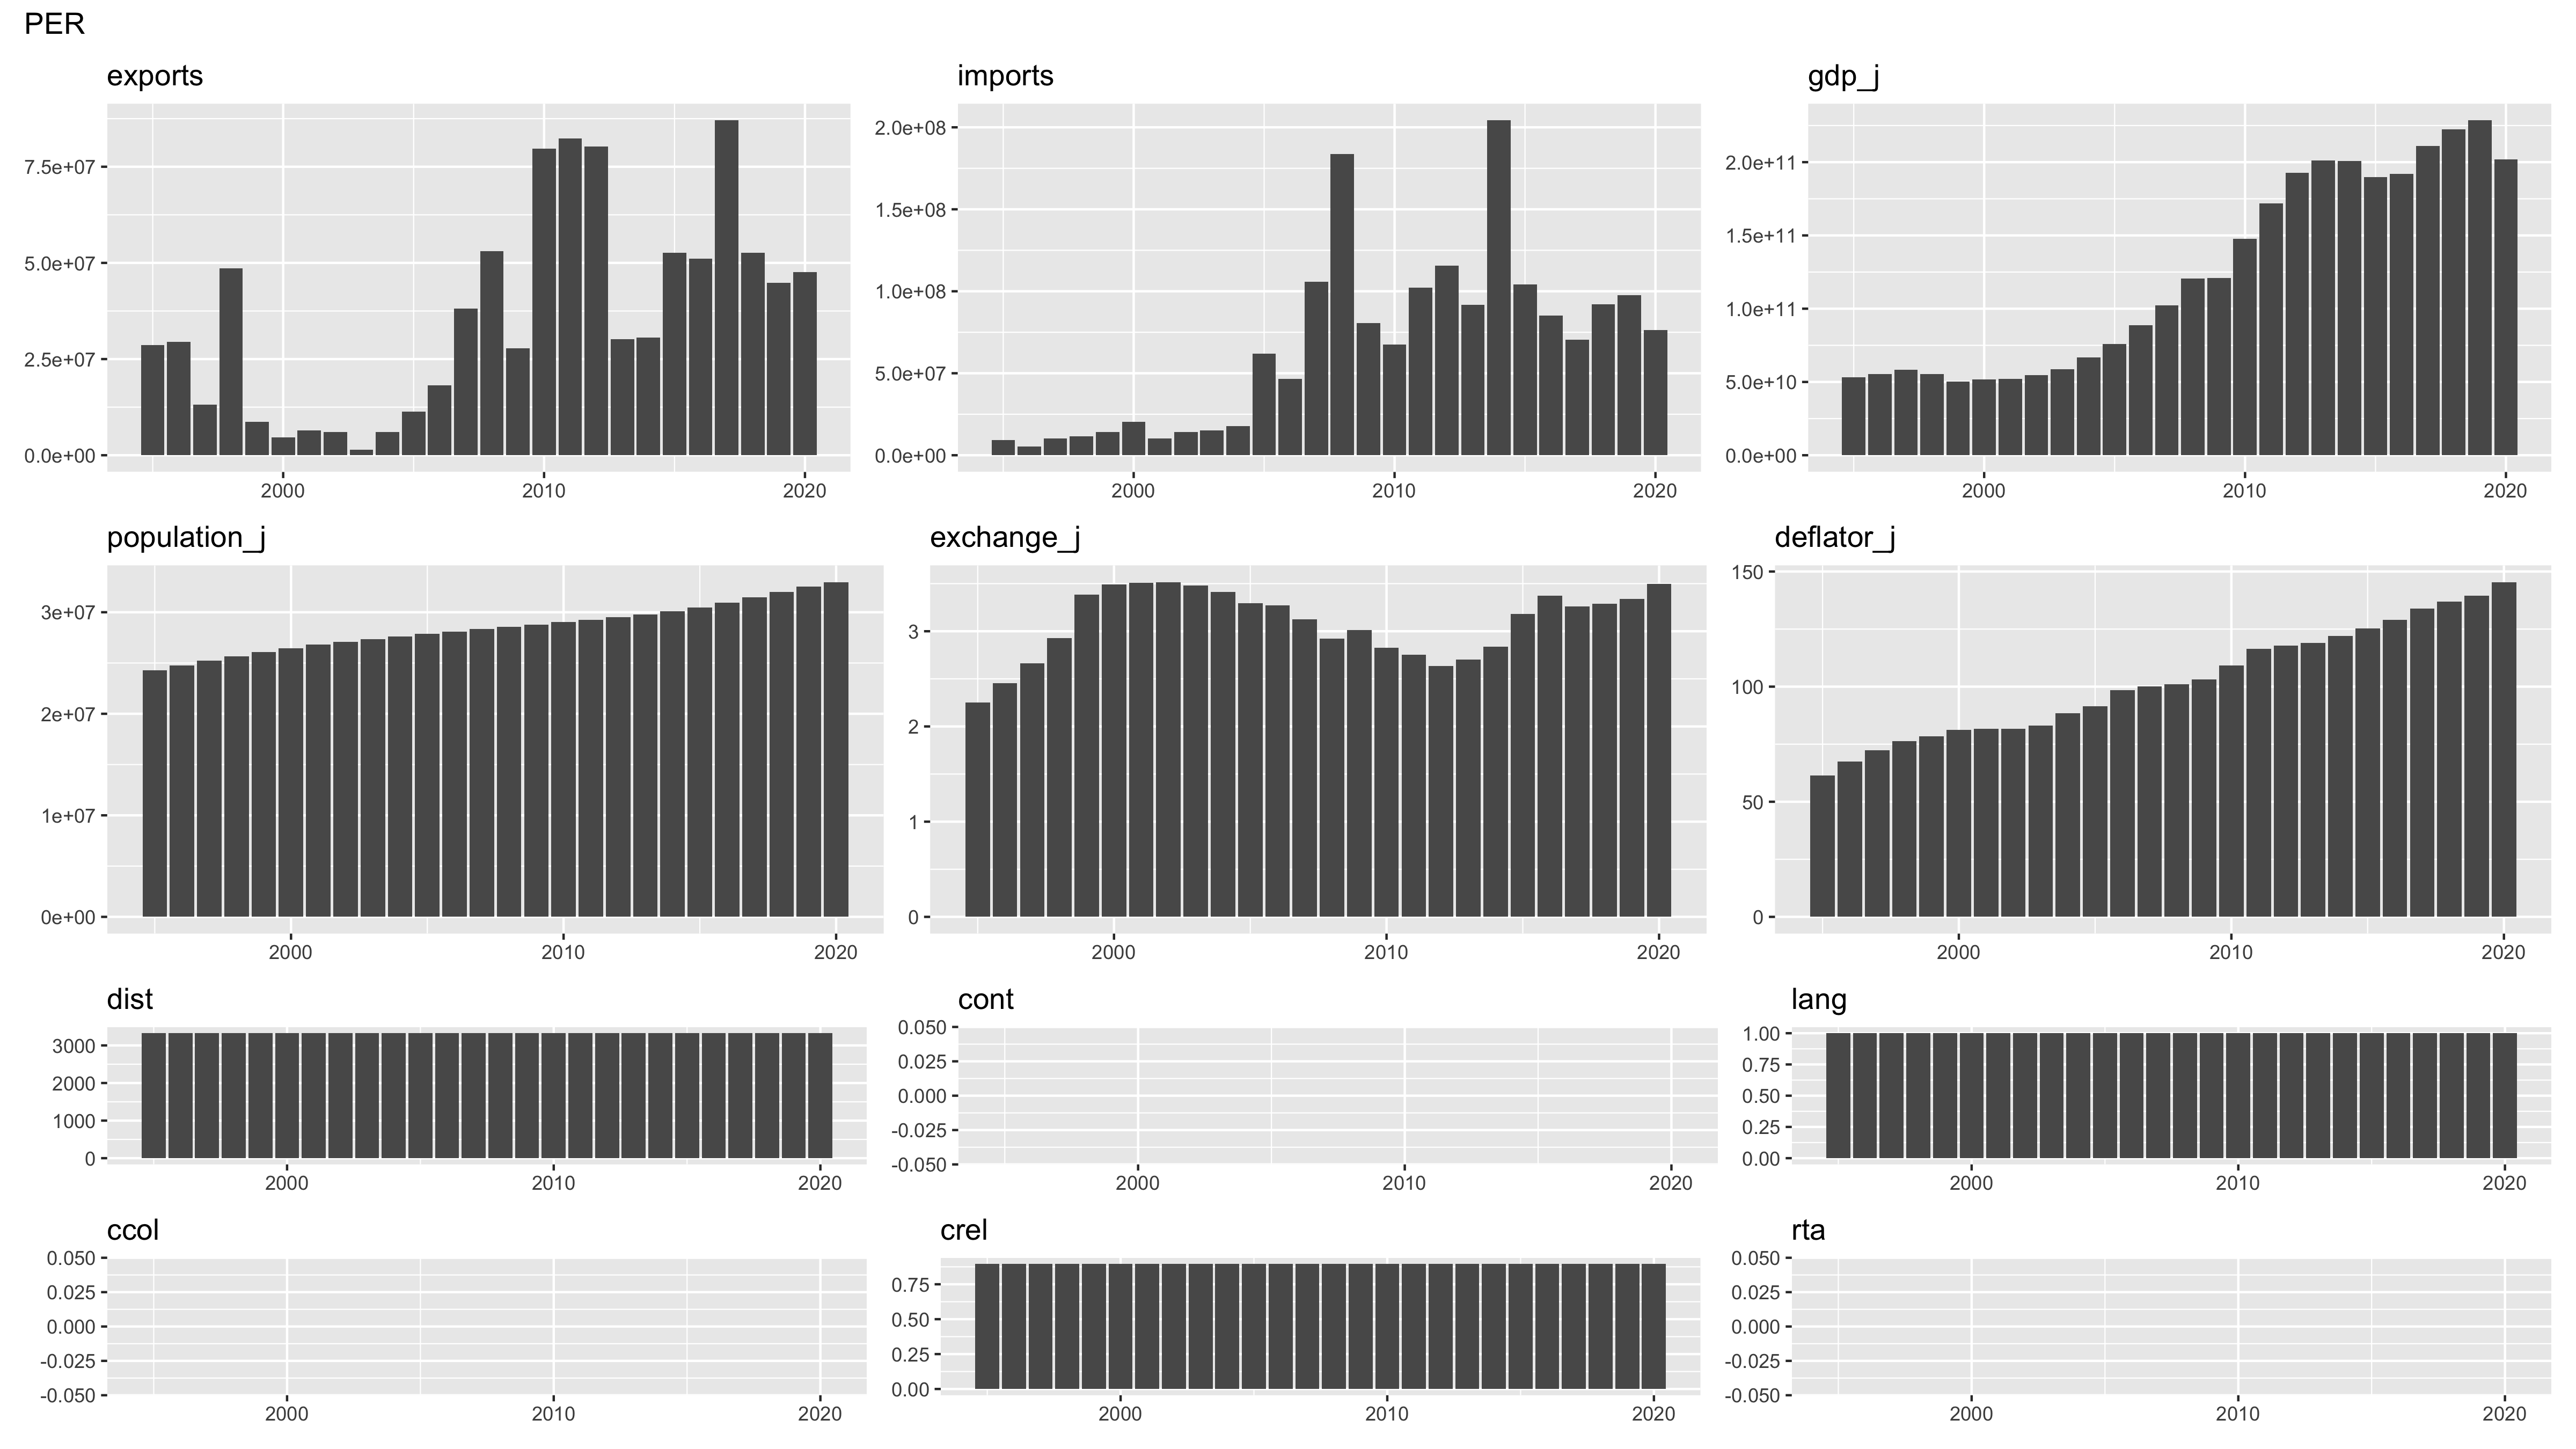 PER
exports
7.5e+07
5.0e+07
2.5e+07
0.0e+00
2000 2010 2020
imports
2.0e+08
1.5e+08
1.0e+08
5.0e+07
0.0e+00
2000 2010 2020
gdp_j
2.0e+11
1.5e+11
1.0e+11
5.0e+10
0.0e+00
2000 2010 2020
population_j
3e+07
2e+07
1e+07
0e+00
2000 2010 2020
exchange_j
3
2
1
0
2000 2010 2020
deflator_j
150
100
50
0
2000 2010 2020
dist
3000
2000
1000
0
2000 2010 2020
cont
0.050
0.025
0.000
-0.025
-0.050
2000 2010 2020
lang
1.00
0.75
0.50
0.25
0.00
2000 2010 2020
ccol
0.050
0.025
0.000
-0.025
-0.050
2000 2010 2020
crel
0.75
0.50
0.25
0.00
2000 2010 2020
rta
0.050
0.025
0.000
-0.025
-0.050
2000 2010 2020